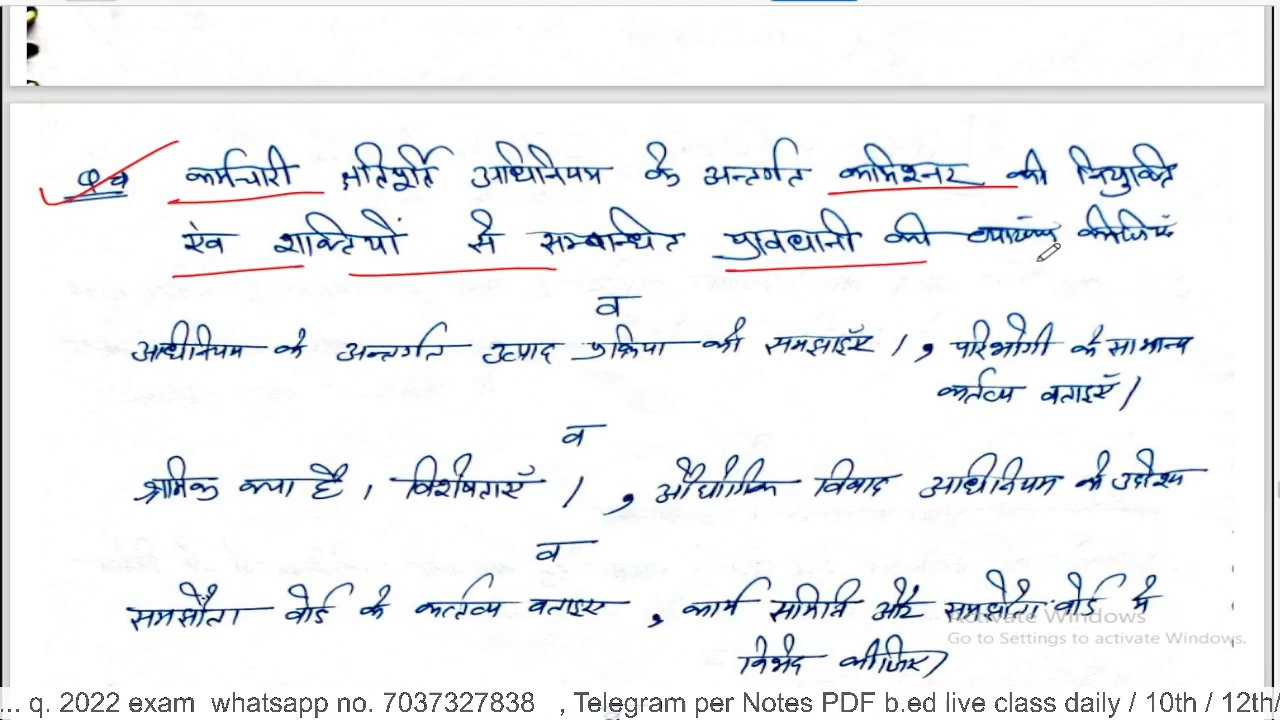 Q च कर्मचारी क्षतिपूर्ति अधिनियम के अन्तर्गत कमिश्नर की नियुक्ति
एंव शक्तियों से सम्बन्धित प्रावधानों की कीजिएँ
व
अधिनियम के अन्तर्गत उत्पाद प्रक्रिया को समझाइएँ । , परिभोगी के सामान्य
कर्तव्य बताइएँ ।
व
श्रमिक क्या है , विशेषताएँ । , औद्योगिक विवाद अधिनियम के उद्देश्य
व
समझौता बोर्ड के कर्तव्य बताइए , कार्य समिति और समझौता बोर्ड में
विभेद कीजिए ।
Activate Windows
Go to Settings to activate Windows.
... q. 2022 exam whatsapp no. 7037327838 , Telegram per Notes PDF b.ed live class daily / 10th / 12th/